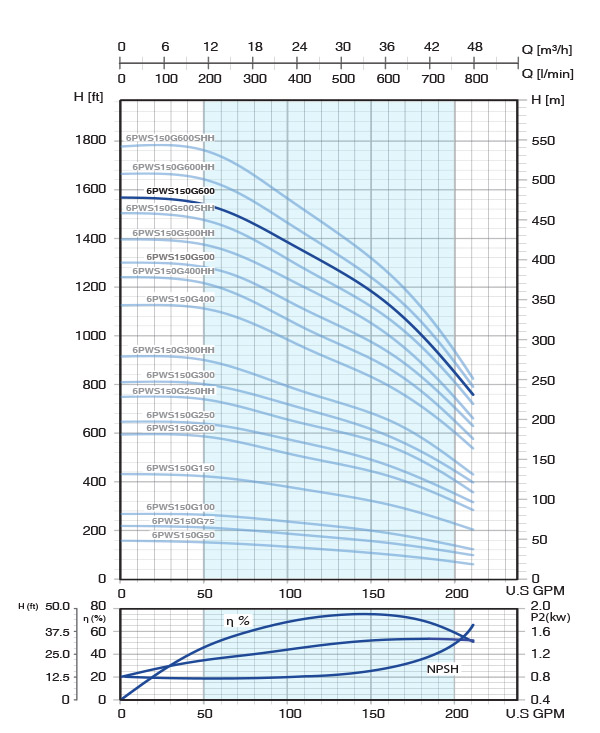 0 6 12 18 24 30 36 42 48 Q [m³/h]
0 100 200 300 400 500 600 700 800 Q [l/min]
H [ft] H [m]
6PWS1s0G600SHH
1800 550
6PWS1s0G600HH
500
1600 6PWS1s0G600
6PWS1s0Gs00SHH
450
6PWS1s0Gs00HH
1400
6PWS1s0Gs00 400
6PWS1s0G400HH
1200
6PWS1s0G400 350
1000 300
6PWS1s0G300HH
6PWS1s0G300 250
800
6PWS1s0G2s0HH
6PWS1s0G2s0 200
600 6PWS1s0G200
150
6PWS1s0G1s0
400
100
6PWS1s0G100
6PWS1s0G7s
200
6PWS1s0Gs0 50
0 0
0 50 100 150 200 U.S GPM
H (ft) 50.0 80 2.0
η (%) η % P2(kw)
37.5 60 1.6
25.0 40 1.2
NPSH
12.5 20 0.8
0 0 0.4
0 50 100 150 200 U.S GPM